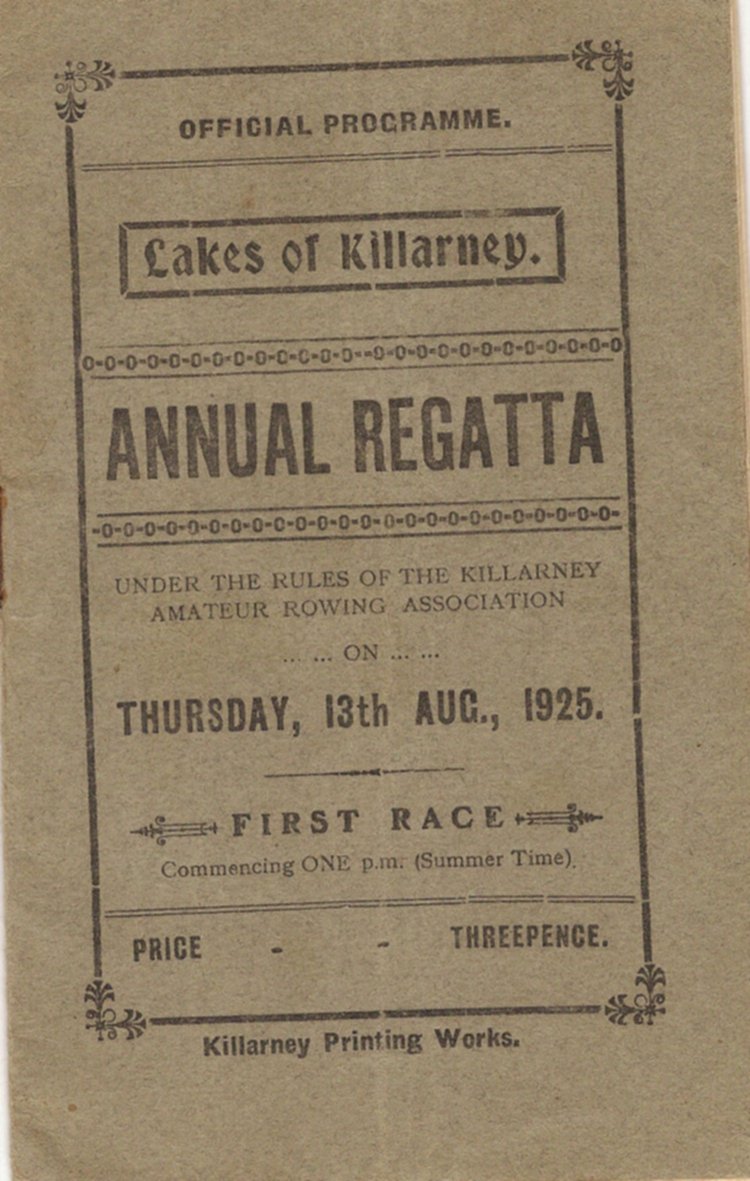 OFFICIAL PROGRAMME.
Lakes of Killarney.
ANNUAL REGATTA
UNDER THE RULES OF THE KILLARNEY
AMATEUR ROWING ASSOCIATION
... ... ON ... ...
THURSDAY, 13th AUG., 1925.
FIRST RACE
Commencing ONE p.m. (Summer Time).
PRICE - - THREEPENCE.
Killarney Printing Works.